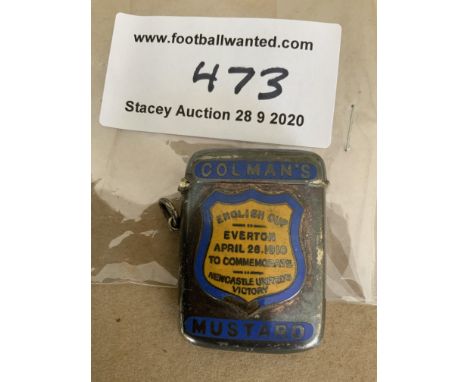 www.footballwanted.com
473
Stacey Auction 28 9 2020
COLMAN'S
ENGLISH CUP
EVERTON
APRIL 28. 1910
TO COMMEMORATE
NEWCASTLE UNITED'S
VICTORY
MUSTARD